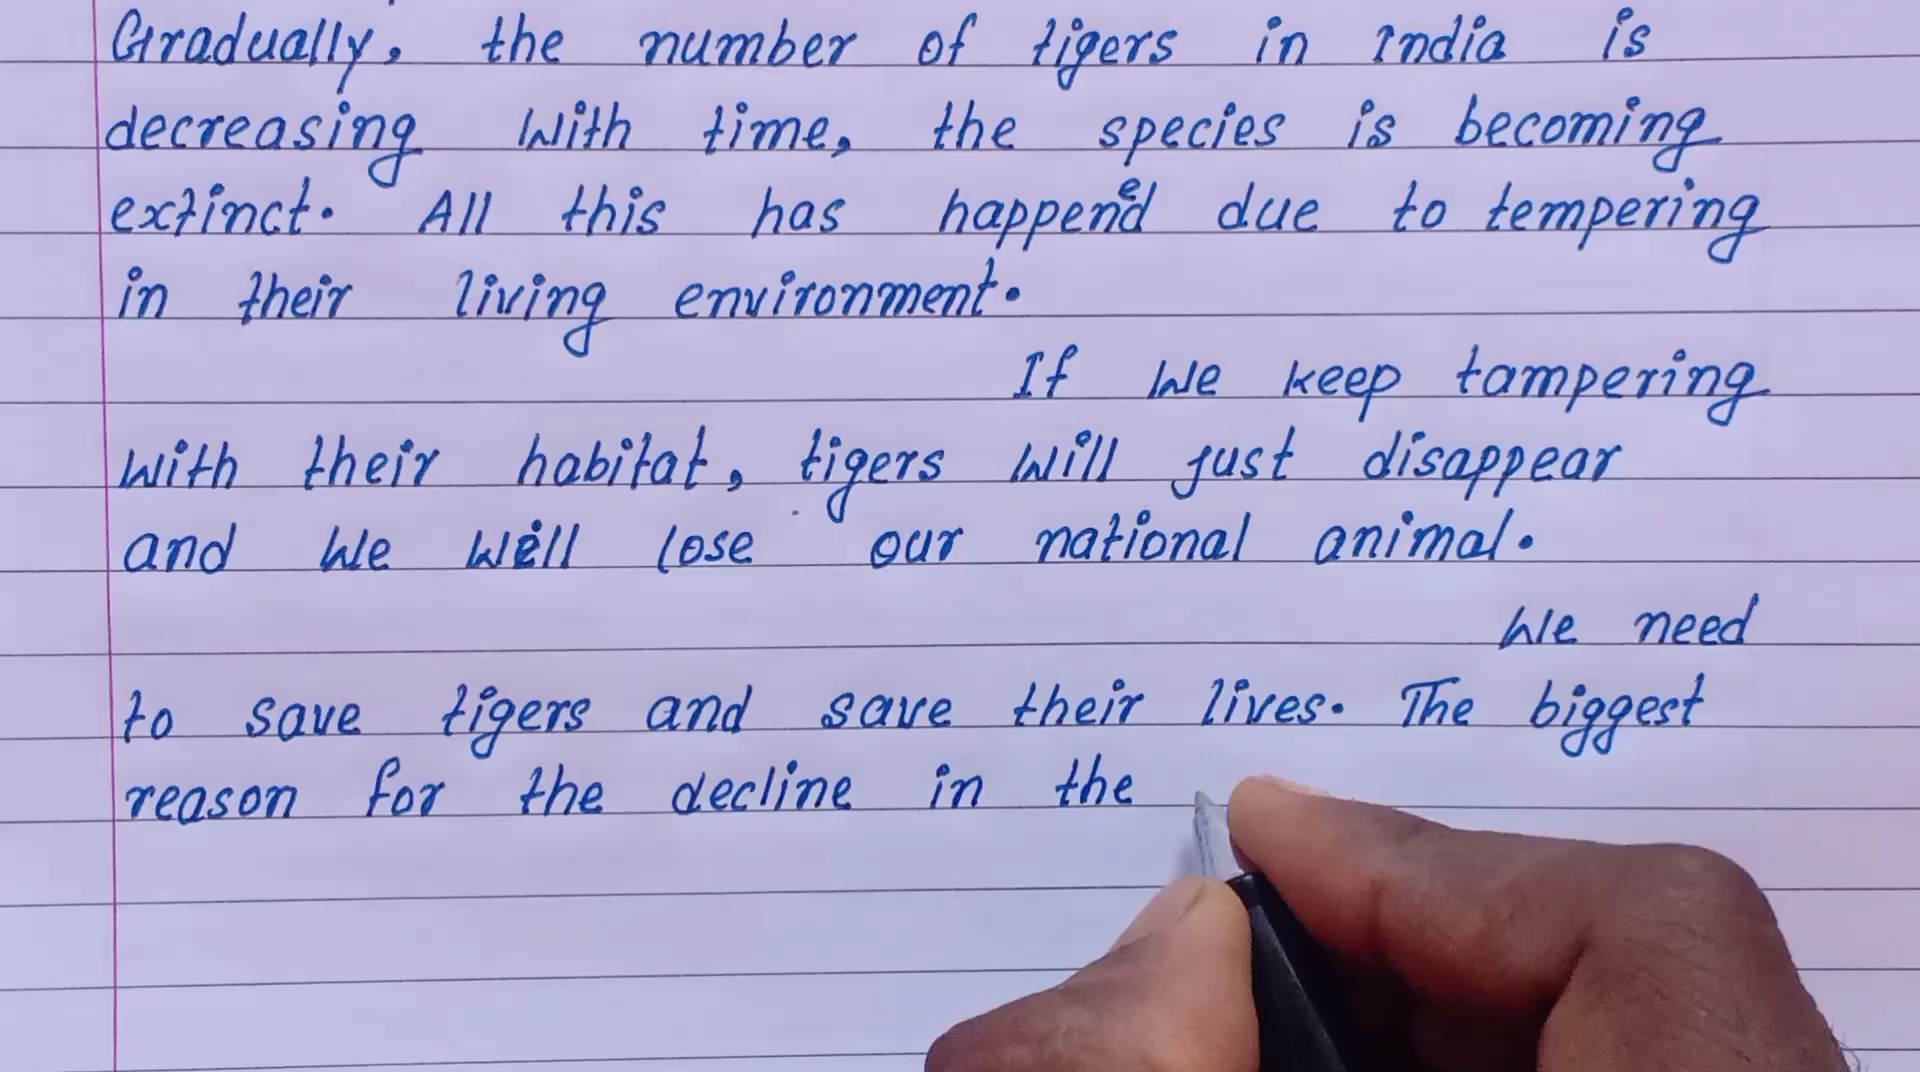 Gradually, the number of tigers in India is
decreasing with time, the species is becoming
extinct. All this has happened due to tempering
in their living environment.
If we keep tampering
with their habitat, tigers will just disappear
and we will lose our national animal.
We need
to save tigers and save their lives. The biggest
reason for the decline in the